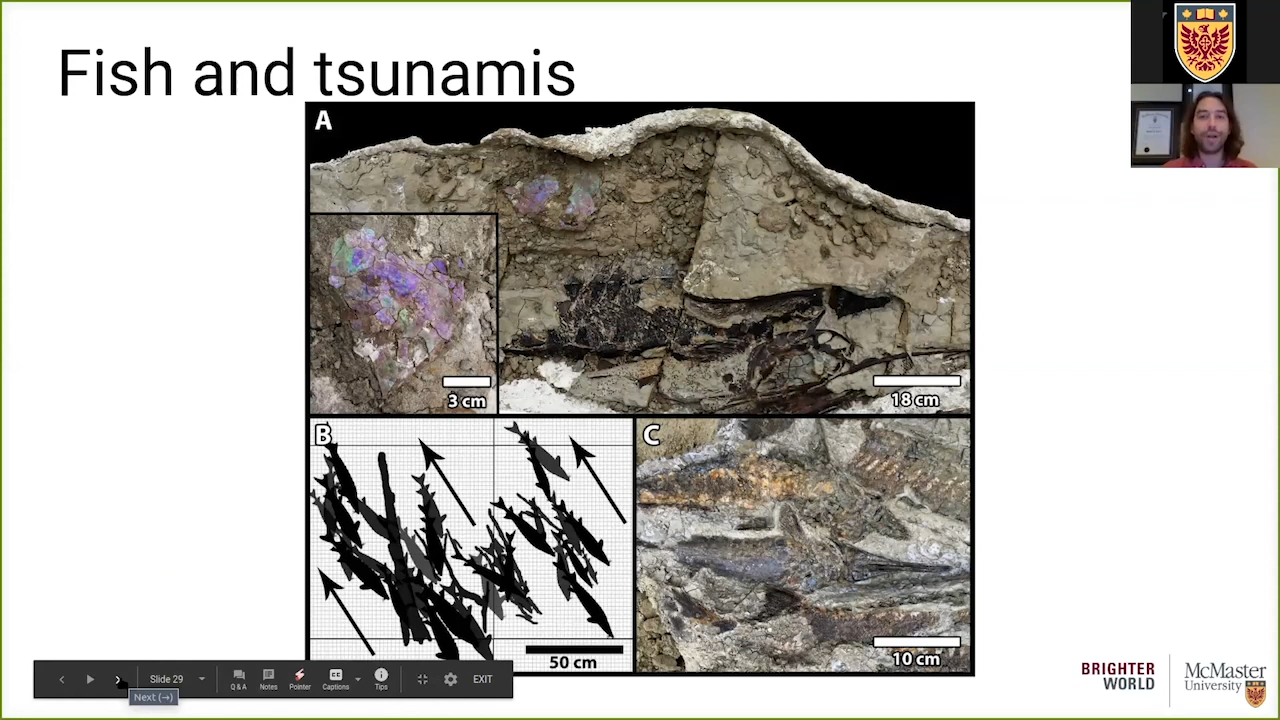 Fish and tsunamis
A
3 cm
18 cm
B
50 cm
C
10 cm
Slide 29
Q & A
Notes
Pointer
Captions
Tips
EXIT
Next (→)
BRIGHTER
WORLD
McMaster
University